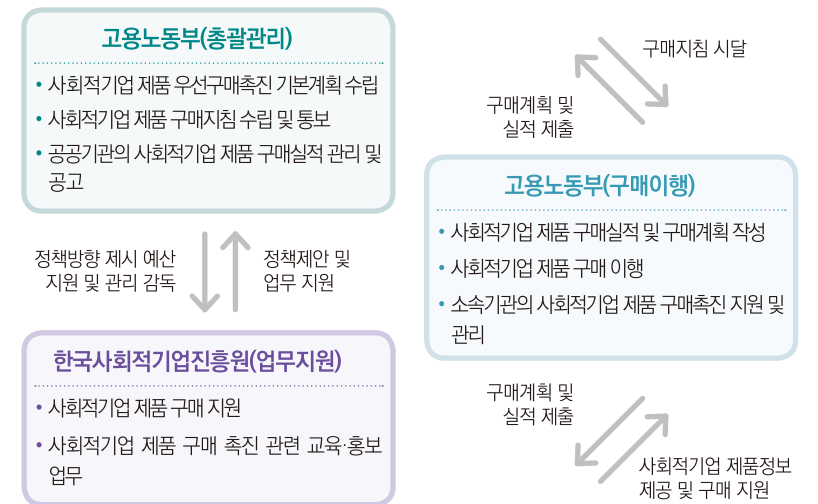 고용노동부(총괄관리)
• 사회적기업 제품 우선구매촉진 기본계획 수립
• 사회적기업 제품 구매지침 수립 및 통보
• 공공기관의 사회적기업 제품 구매실적 관리 및
공고
정책방향 제시 예산
지원 및 관리 감독
정책제안 및
업무 지원
한국사회적기업진흥원(업무지원)
• 사회적기업 제품 구매 지원
• 사회적기업 제품 구매 촉진 관련 교육·홍보
업무
구매지침 시달
구매계획 및
실적 제출
고용노동부(구매이행)
• 사회적기업 제품 구매실적 및 구매계획 작성
• 사회적기업 제품 구매 이행
• 소속기관의 사회적기업 제품 구매촉진 지원 및
관리
구매계획 및
실적 제출
사회적기업 제품정보
제공 및 구매 지원